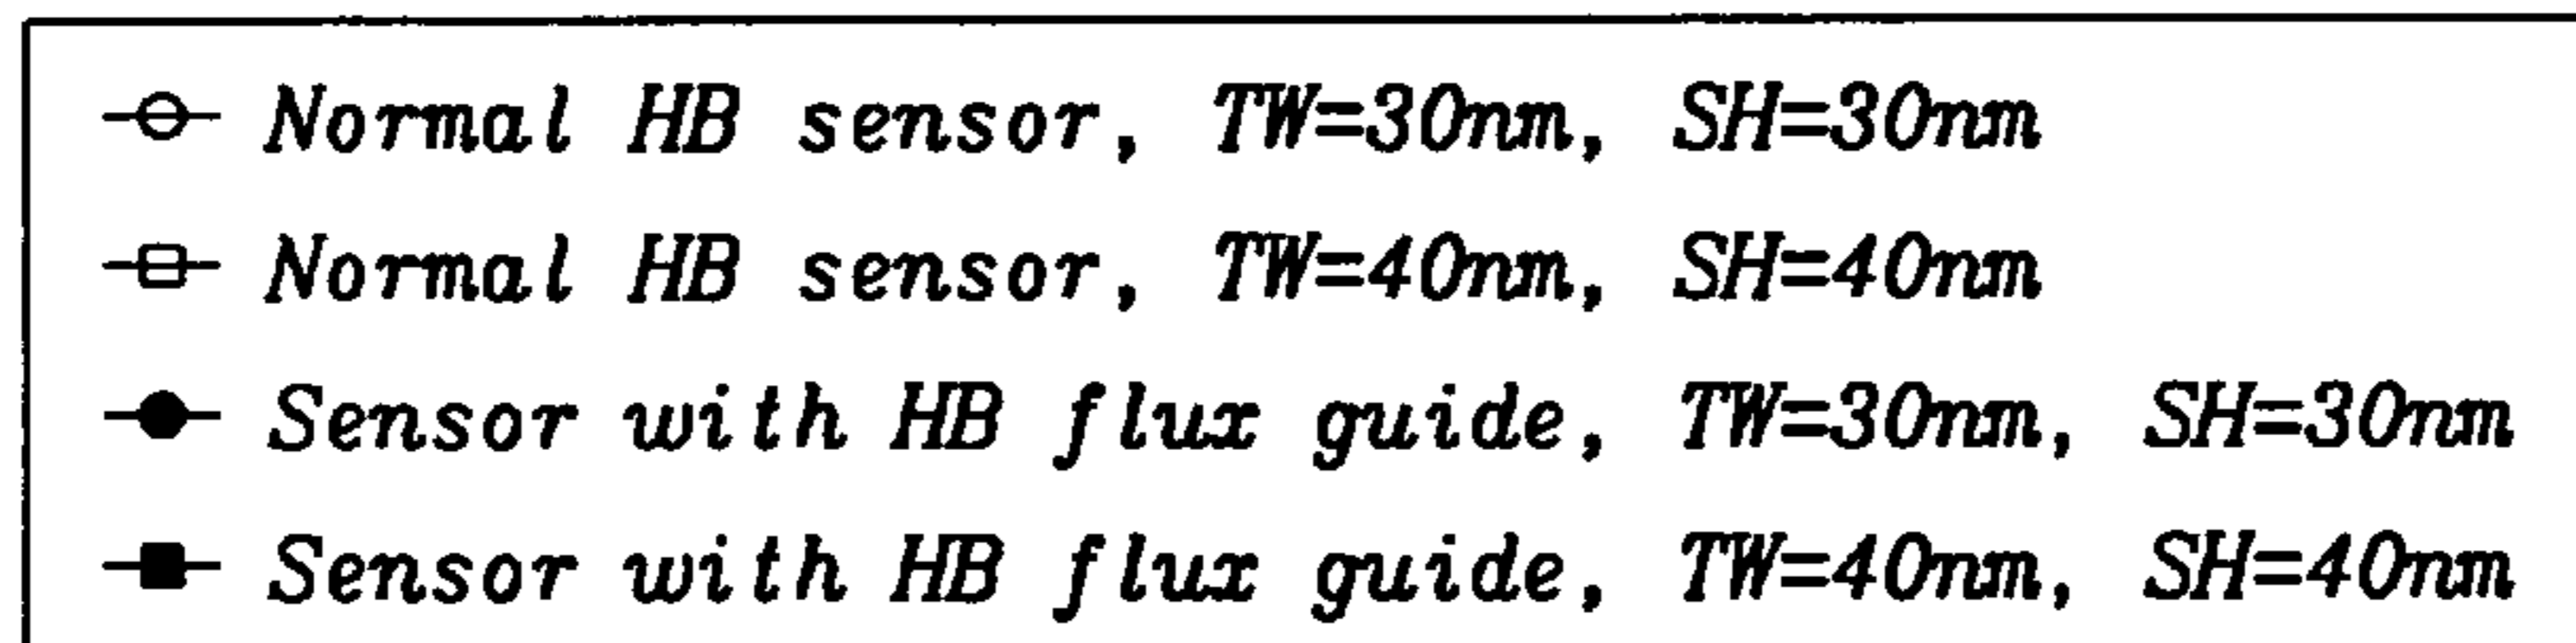 Normal HB sensor, TW=30nm, SH=30nm
Normal HB sensor, TW=40nm, SH=40nm
Sensor with HB flux guide, TW=30nm, SH=30nm
Sensor with HB flux guide, TW=40nm, SH=40nm